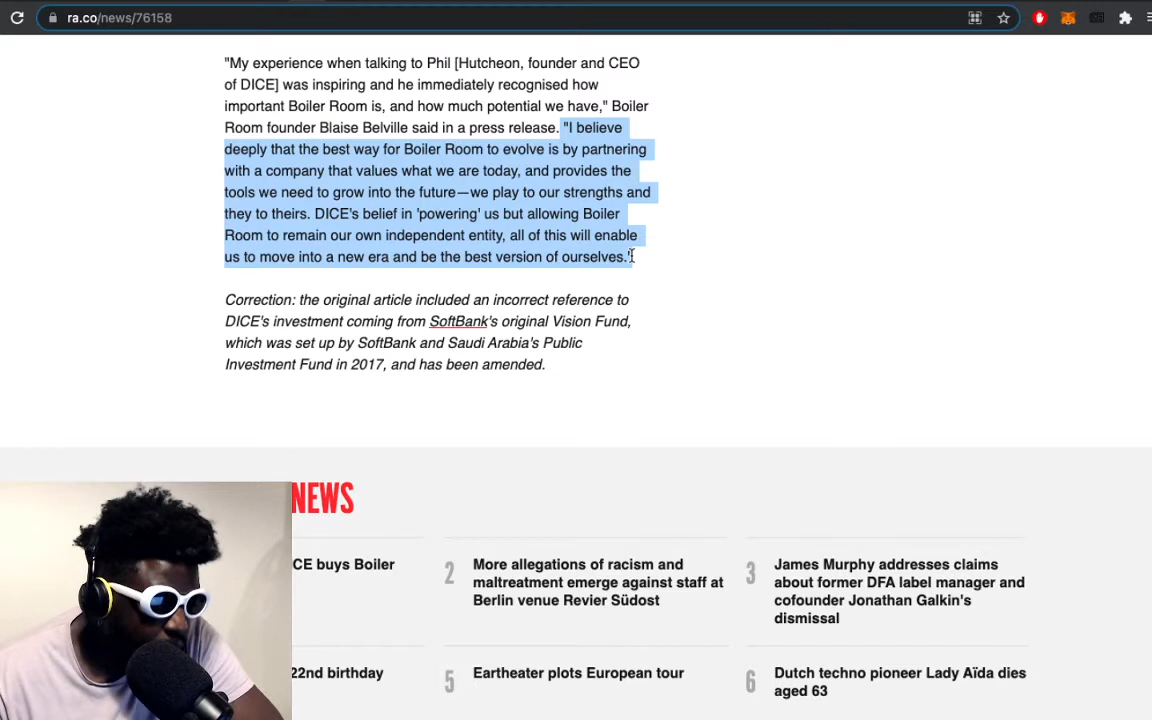 ra.co/news/76158
"My experience when talking to Phil [Hutcheon, founder and CEO
of DICE] was inspiring and he immediately recognised how
important Boiler Room is, and how much potential we have," Boiler
Room founder Blaise Belville said in a press release. "I believe
deeply that the best way for Boiler Room to evolve is by partnering
with a company that values what we are today, and provides the
tools we need to grow into the future—we play to our strengths and
they to theirs. DICE's belief in 'powering' us but allowing Boiler
Room to remain our own independent entity, all of this will enable
us to move into a new era and be the best version of ourselves."
Correction: the original article included an incorrect reference to
DICE's investment coming from SoftBank's original Vision Fund,
which was set up by SoftBank and Saudi Arabia's Public
Investment Fund in 2017, and has been amended.
NEWS
CE buys Boiler
2 More allegations of racism and
maltreatment emerge against staff at
Berlin venue Revier Südost
3 James Murphy addresses claims
about former DFA label manager and
cofounder Jonathan Galkin's
dismissal
22nd birthday
5 Eartheater plots European tour
6 Dutch techno pioneer Lady Aïda dies
aged 63